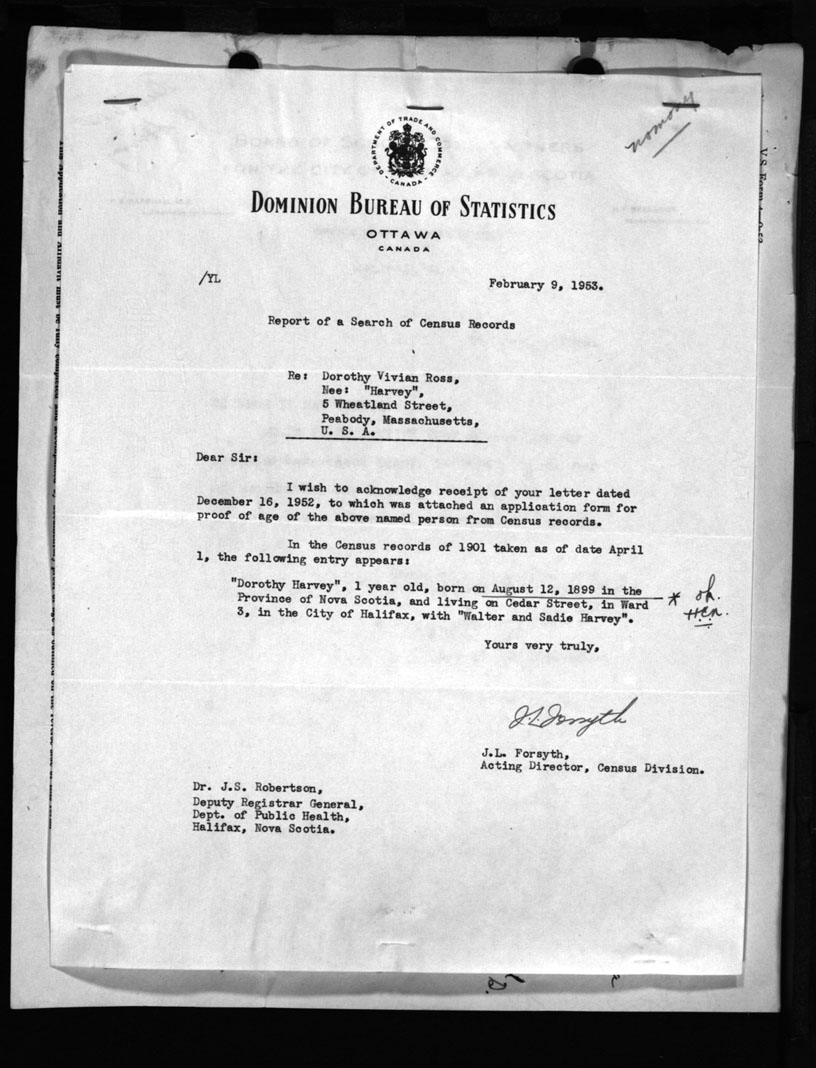 no money
DEPARTMENT OF TRADE AND COMMERCE
CANADA
DOMINION BUREAU OF STATISTICS
OTTAWA
CANADA
/YL
February 9, 1953.
Report of a Search of Census Records
Re: Dorothy Vivian Ross,
Nee: "Harvey",
5 Wheatland Street,
Peabody, Massachusetts,
U. S. A.
Dear Sir:
I wish to acknowledge receipt of your letter dated
December 16, 1952, to which was attached an application form for
proof of age of the above named person from Census records.
In the Census records of 1901 taken as of date April
1, the following entry appears:
"Dorothy Harvey", 1 year old, born on August 12, 1899 in the
Province of Nova Scotia, and living on Cedar Street, in Ward
3, in the City of Halifax, with "Walter and Sadie Harvey".
* ok.
Yours very truly,
J.L. Forsyth
J.L. Forsyth,
Acting Director, Census Division.
Dr. J.S. Robertson,
Deputy Registrar General,
Dept. of Public Health,
Halifax, Nova Scotia.